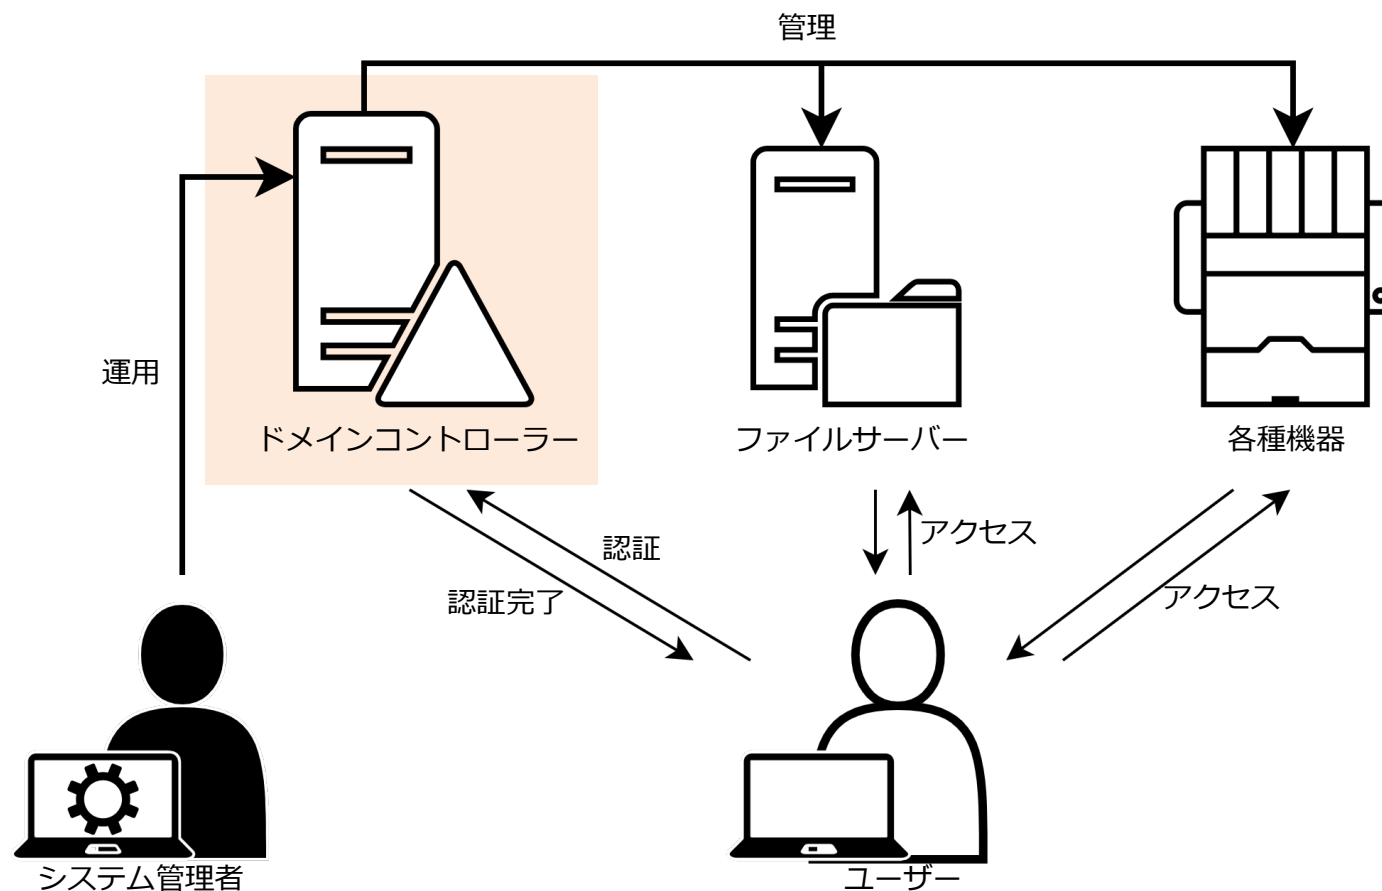 管理
運用
ドメインコントローラー
ファイルサーバー
各種機器
認証
認証完了
アクセス
アクセス
システム管理者
ユーザー